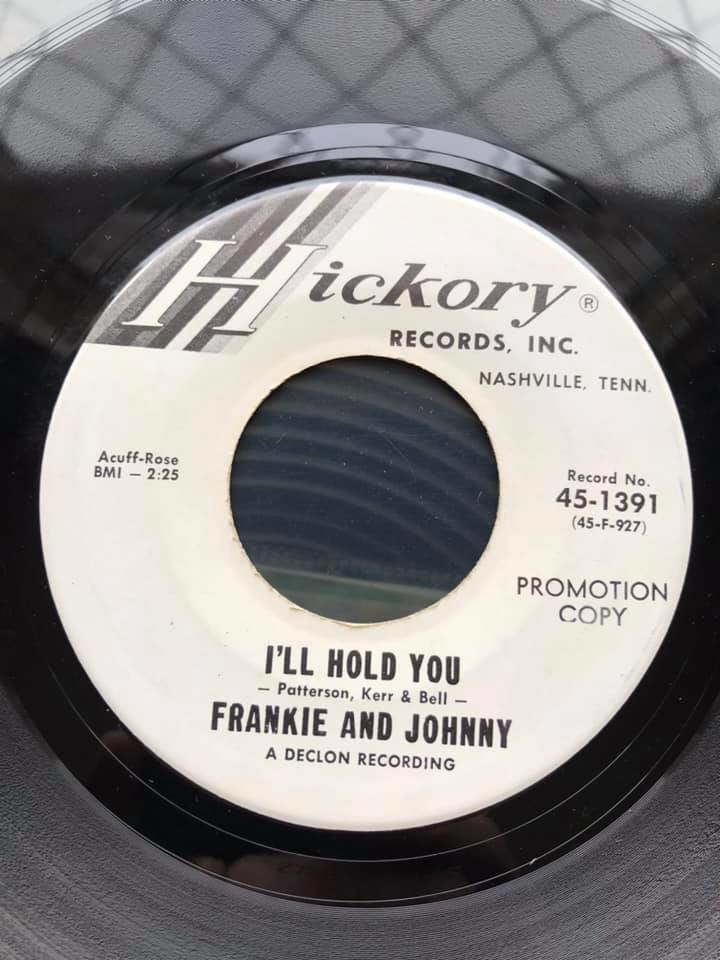 Hickory®
RECORDS, INC.
NASHVILLE, TENN.
Acuff-Rose
BMI — 2:25
Record No.
45-1391
(45-F-927)
PROMOTION
COPY
I'LL HOLD YOU
— Patterson, Kerr & Bell —
FRANKIE AND JOHNNY
A DECLON RECORDING